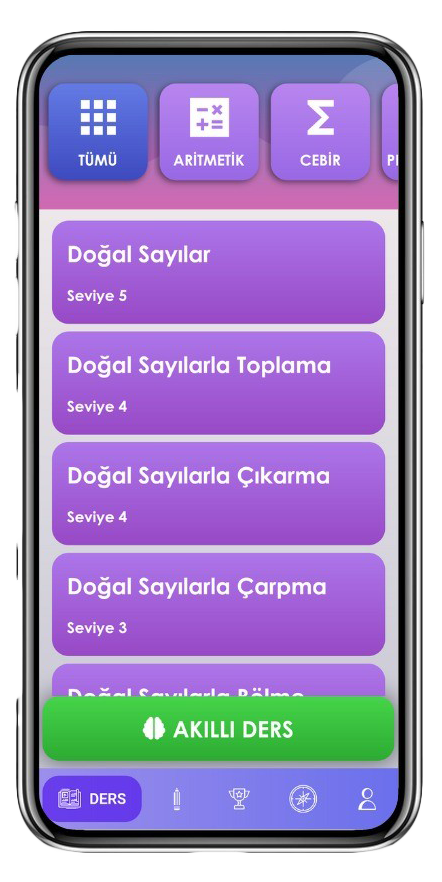 TÜMÜ
ARİTMETİK
CEBİR
Doğal Sayılar
Seviye 5
Doğal Sayılarla Toplama
Seviye 4
Doğal Sayılarla Çıkarma
Seviye 4
Doğal Sayılarla Çarpma
Seviye 3
Doğal Sayılarla Bölme
AKILLI DERS
DERS